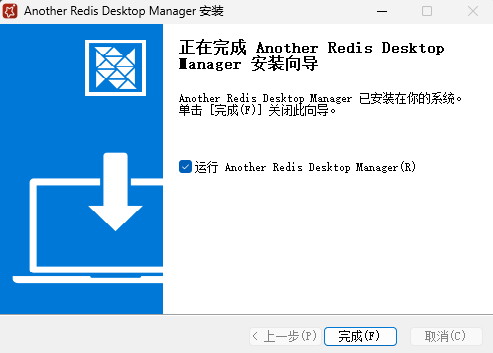 Another Redis Desktop Manager 安装
正在完成 Another Redis Desktop
Manager 安装向导
Another Redis Desktop Manager 已安装在你的系统。
单击 [完成(F)] 关闭此向导。
运行 Another Redis Desktop Manager(R)
< 上一步(P)
完成(F)
取消(C)